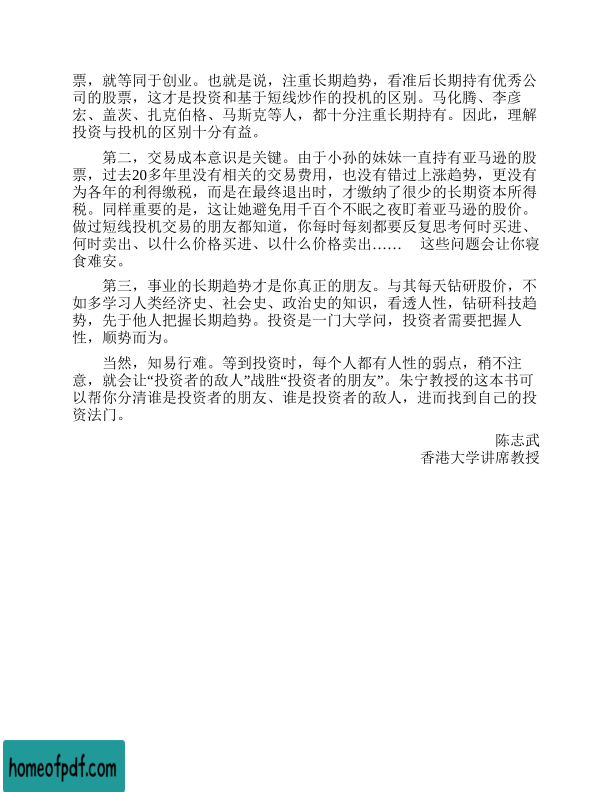 票，就等同于创业。也就是说，注重长期趋势，看准后长期持有优秀公
司的股票，这才是投资和基于短线炒作的投机的区别。马化腾、李彦
宏、盖茨、扎克伯格、马斯克等人，都十分注重长期持有。因此，理解
投资与投机的区别十分有益。
第二，交易成本意识是关键。由于小孙的妹妹一直持有亚马逊的股
票，过去20多年里没有相关的交易费用，也没有错过上涨趋势，更没有
为各年的利得缴税，而是在最终退出时，才缴纳了很少的长期资本所得
税。同样重要的是，这让她避免用千百个不眠之夜盯着亚马逊的股价。
做过短线投机交易的朋友都知道，你每时每刻都要反复思考何时买进、
何时卖出、以什么价格买进、以什么价格卖出…… 这些问题会让你寝
食难安。
第三，事业的长期趋势才是你真正的朋友。与其每天钻研股价，不
如多学习人类经济史、社会史、政治史的知识，看透人性，钻研科技趋
势，先于他人把握长期趋势。投资是一门大学问，投资者需要把握人
性，顺势而为。
当然，知易行难。等到投资时，每个人都有人性的弱点，稍不注
意，就会让“投资者的敌人”战胜“投资者的朋友”。朱宁教授的这本书可
以帮你分清谁是投资者的朋友、谁是投资者的敌人，进而找到自己的投
资法门。
陈志武
香港大学讲席教授
homeofpdf.com